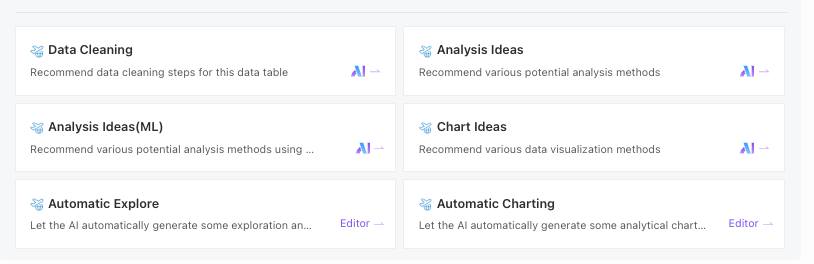 Data Cleaning
Recommend data cleaning steps for this data table
AI
Analysis Ideas
Recommend various potential analysis methods
AI
Analysis Ideas(ML)
Recommend various potential analysis methods using ...
AI
Chart Ideas
Recommend various data visualization methods
AI
Automatic Explore
Let the AI automatically generate some exploration an...
Editor
Automatic Charting
Let the AI automatically generate some analytical chart...
Editor